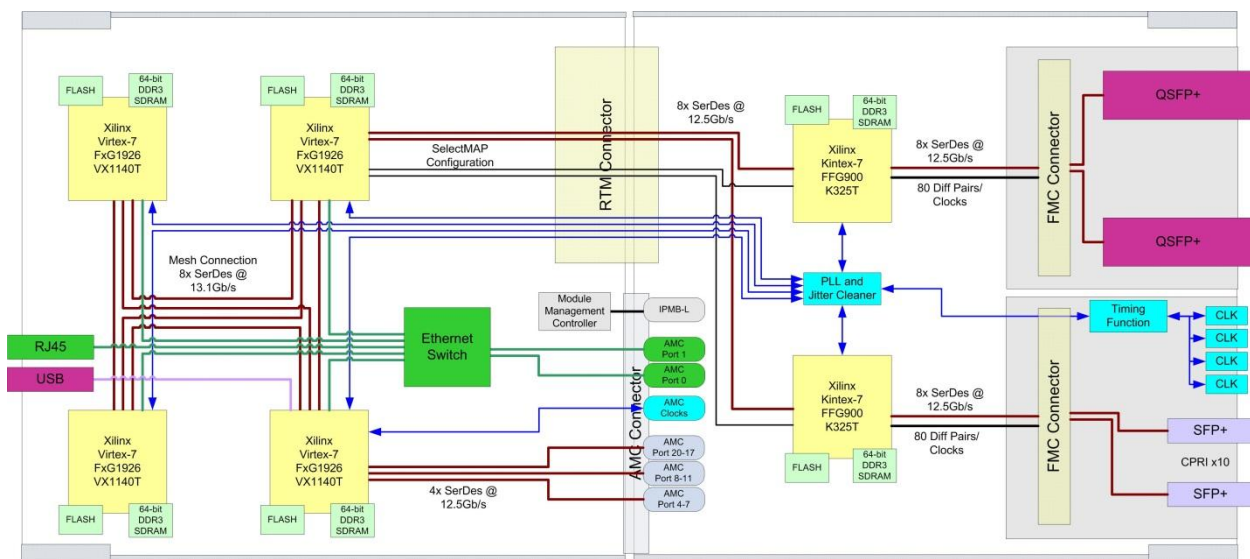 FLASH
64-bit
DDR3
SDRAM
Xilinx
Virtex-7
FxG1926
VX1140T
FLASH
64-bit
DDR3
SDRAM
Xilinx
Virtex-7
FxG1926
VX1140T
SelectMAP
Configuration
RTM Connector
8x SerDes @
12.5Gb/s
FLASH
64-bit
DDR3
SDRAM
Xilinx
Kintex-7
FFG900
K325T
8x SerDes @
12.5Gb/s
80 Diff Pairs/
Clocks
FMC Connector
QSFP+
QSFP+
Mesh Connection
8x SerDes @
13.1Gb/s
PLL and
Jitter Cleaner
Timing
Function
CLK
CLK
CLK
CLK
Module
Management
Controller
IPMB-L
RJ45
USB
Ethernet
Switch
AMC
Port 1
AMC
Port 0
AMC
Clocks
AMC Connector
AMC
Port 20-17
AMC
Port 8-11
AMC
Port 4-7
Xilinx
Virtex-7
FxG1926
VX1140T
FLASH
64-bit
DDR3
SDRAM
Xilinx
Virtex-7
FxG1926
VX1140T
FLASH
64-bit
DDR3
SDRAM
4x SerDes @
12.5Gb/s
Xilinx
Kintex-7
FFG900
K325T
FLASH
64-bit
DDR3
SDRAM
8x SerDes @
12.5Gb/s
80 Diff Pairs/
Clocks
FMC Connector
SFP+
CPRI x10
SFP+